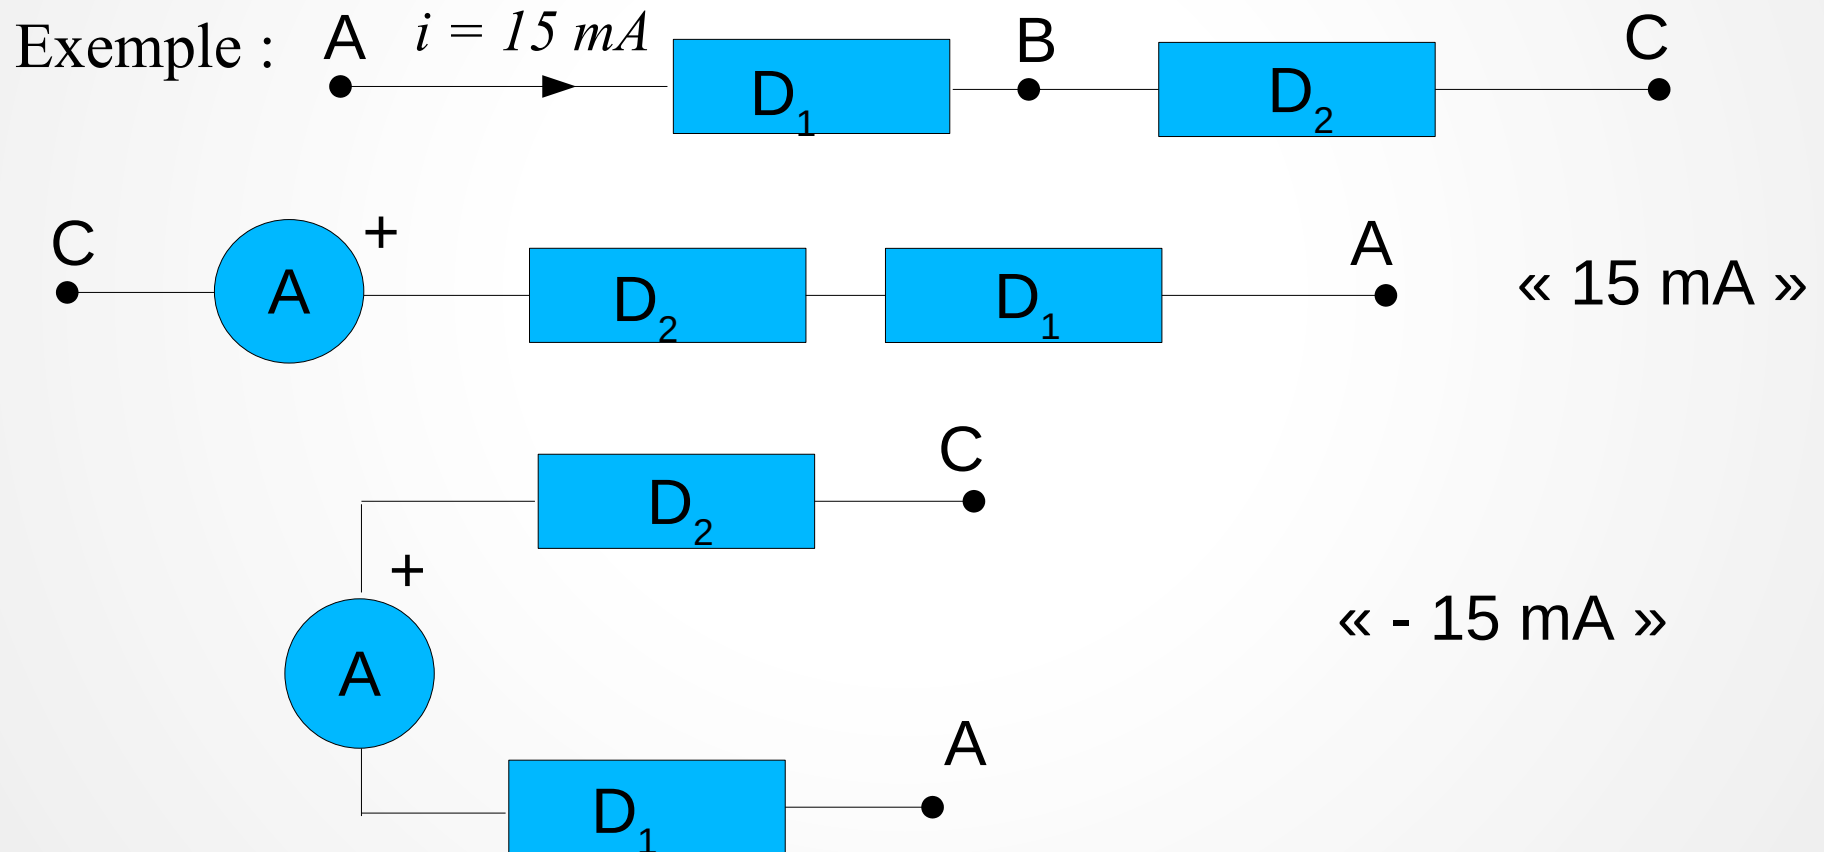 Exemple : A i = 15 mA B C
D1 D2
C + A
A D2 D1 « 15 mA »
C
D2
+
A « - 15 mA »
A
D1